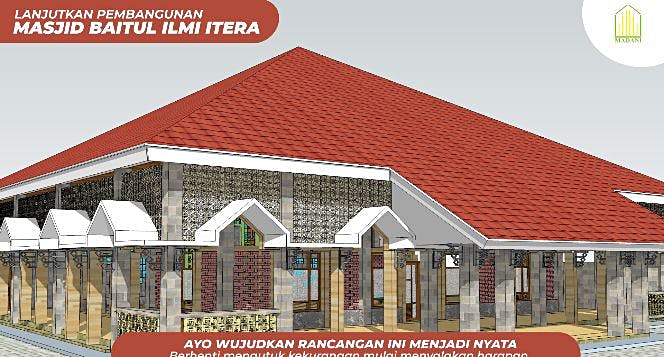 LANJUTKAN PEMBANGUNAN
MASJID BAITUL ILMI ITERA
MADANI
AYO WUJUDKAN RANCANGAN INI MENJADI NYATA
Berhenti mengutuk kekurangan mulai menyalakan harapan